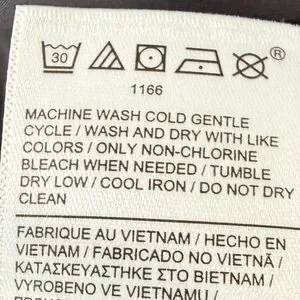 30
®
1166
MACHINE WASH COLD GENTLE
CYCLE / WASH AND DRY WITH LIKE
COLORS / ONLY NON-CHLORINE
BLEACH WHEN NEEDED / TUMBLE
DRY LOW / COOL IRON / DO NOT DRY
CLEAN
FABRIQUE AU VIETNAM / HECHO EN
VIETNAM / FABRICADO NO VIETNÃ /
ΚΑΤΑΣΚΕΥΑΣΤΗΚΕ ΣΤΟ ΒΙΕΤΝΑΜ /
VYROBENO VE VIETNAMU /